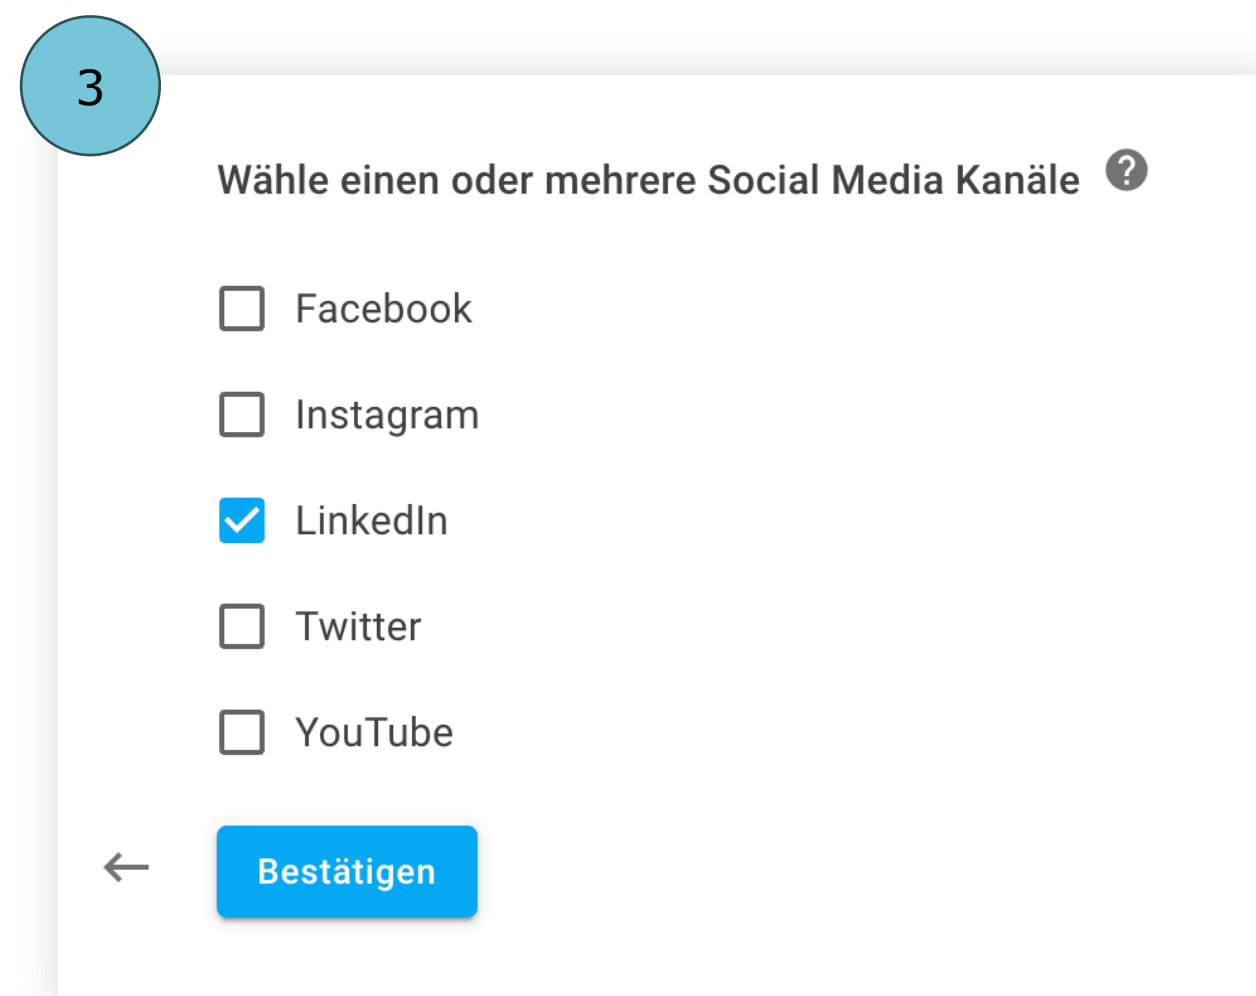 3
Wähle einen oder mehrere Social Media Kanäle ?
Facebook
Instagram
LinkedIn
Twitter
YouTube
Bestätigen